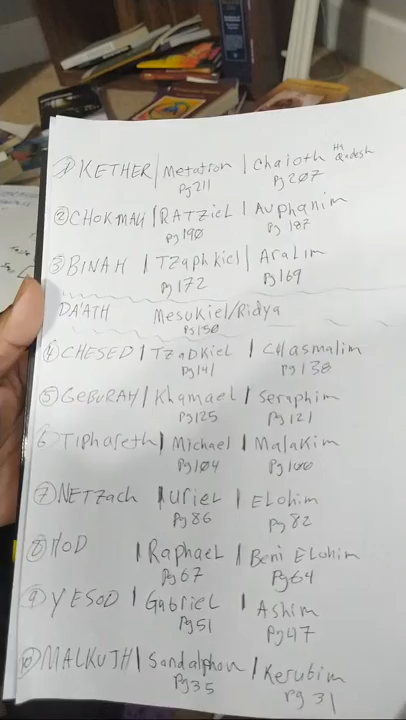 ① KETHER | Metatron | Chaioth Ha Qadesh
Pg 211 Pg 207
② CHOKMAH | RATZIEL | AUPHANIM
Pg 190 Pg 187
③ BINAH | TZAPHKIEL | ARALIM
Pg 172 Pg 169
DA'ATH Mesukiel/Ridya
Pg 150
④ CHESED | TZADKIEL | CHASMALIM
Pg 141 Pg 138
⑤ GEBURAH | Khamael | Seraphim
Pg 125 Pg 121
⑥ Tiphareth | Michael | Malakim
Pg 104 Pg 100
⑦ NETZach | URIEL | ELOHIM
Pg 86 Pg 82
⑧ HOD | RAPHAEL | BENI ELOHIM
Pg 67 Pg 64
⑨ YESOD | GABRIEL | ASHIM
Pg 51 Pg 47
⑩ MALKUTH | Sandalphon | Kerubim
Pg 35 Pg 31